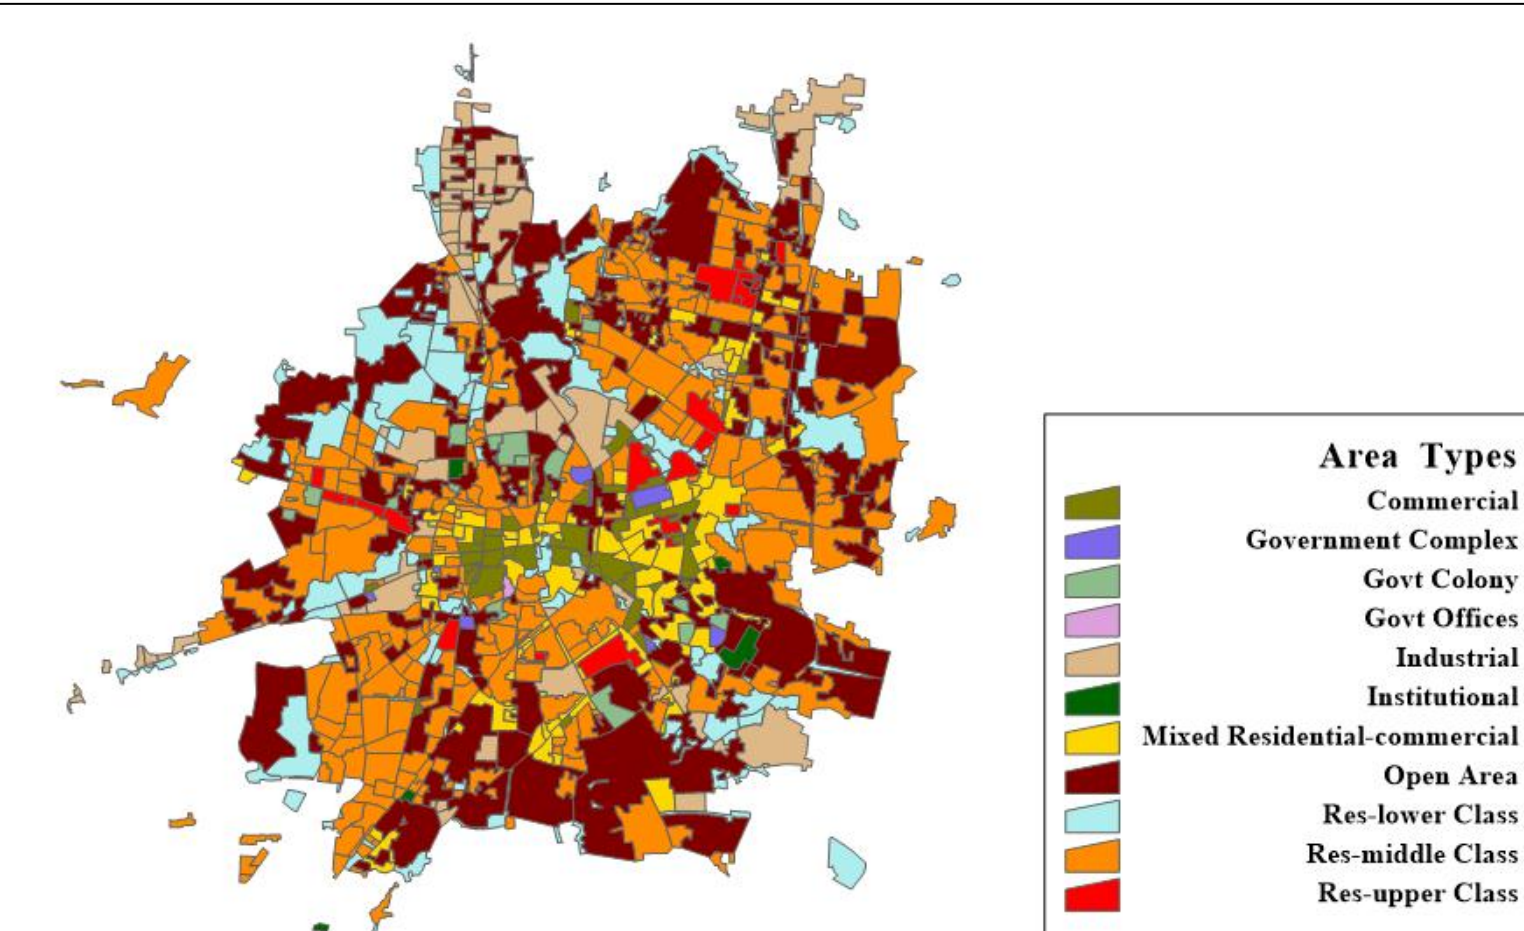 Area Types
Commercial
Government Complex
Govt Colony
Govt Offices
Industrial
Institutional
Mixed Residential-commercial
Open Area
Res-lower Class
Res-middle Class
Res-upper Class